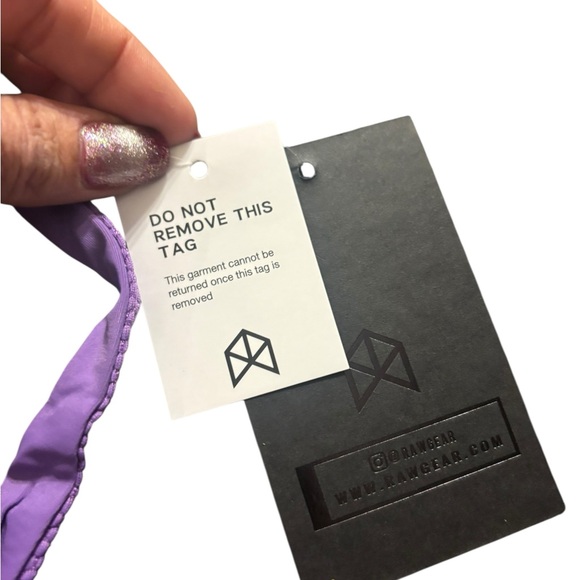 DO NOT
REMOVE THIS
TAG
This garment cannot be
returned once this tag is
removed
@RAWGEAR
WWW.RAWGEAR.COM